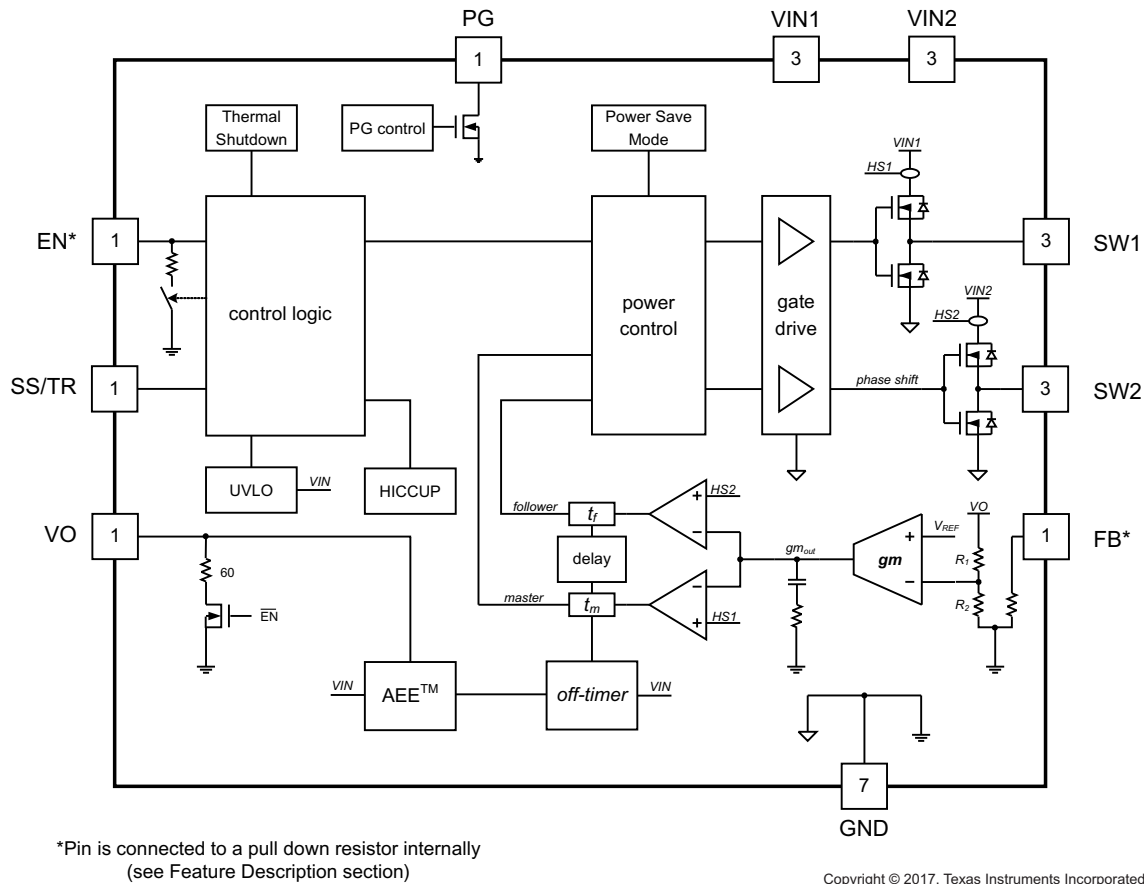 PG
VIN1
VIN2
1
3
3
Thermal
Shutdown
PG control
Power Save
Mode
VIN1
HS1
EN*
1
control logic
power
control
gate
drive
3
SW1
VIN2
HS2
SS/TR
1
phase shift
3
SW2
UVLO
VIN
HICCUP
VO
1
follower
tf
HS2
delay
master
tm
HS1
gmout
gm
VREF
VO
R1
R2
1
FB*
60
EN
VIN
AEE™
off-timer
VIN
7
GND
*Pin is connected to a pull down resistor internally
(see Feature Description section)
Copyright © 2017, Texas Instruments Incorporated